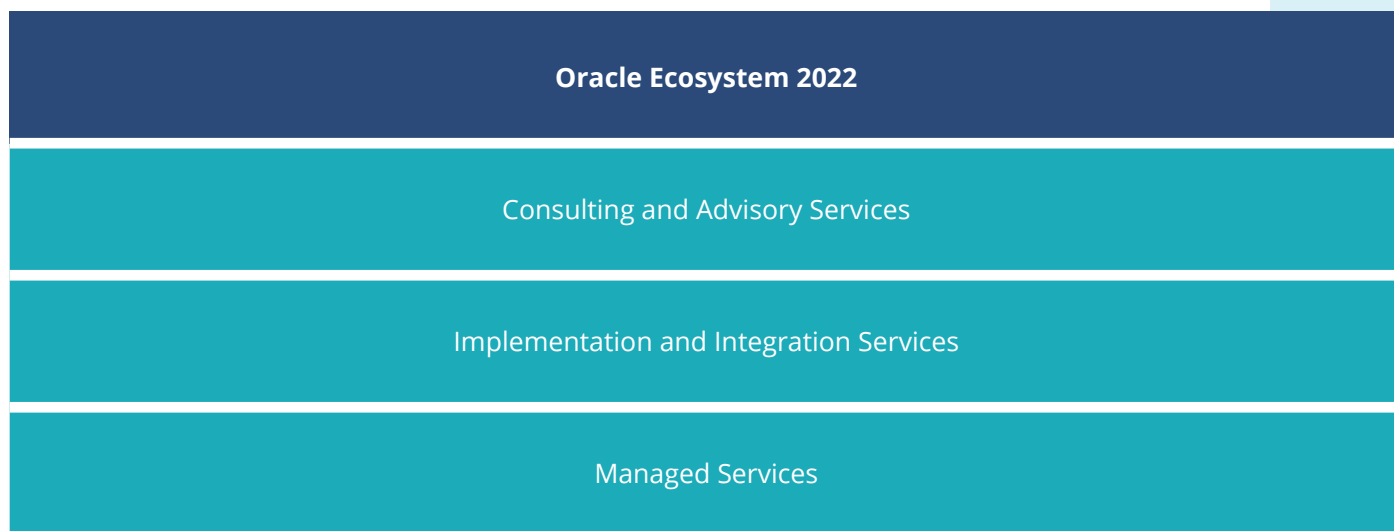 Oracle Ecosystem 2022
Consulting and Advisory Services
Implementation and Integration Services
Managed Services